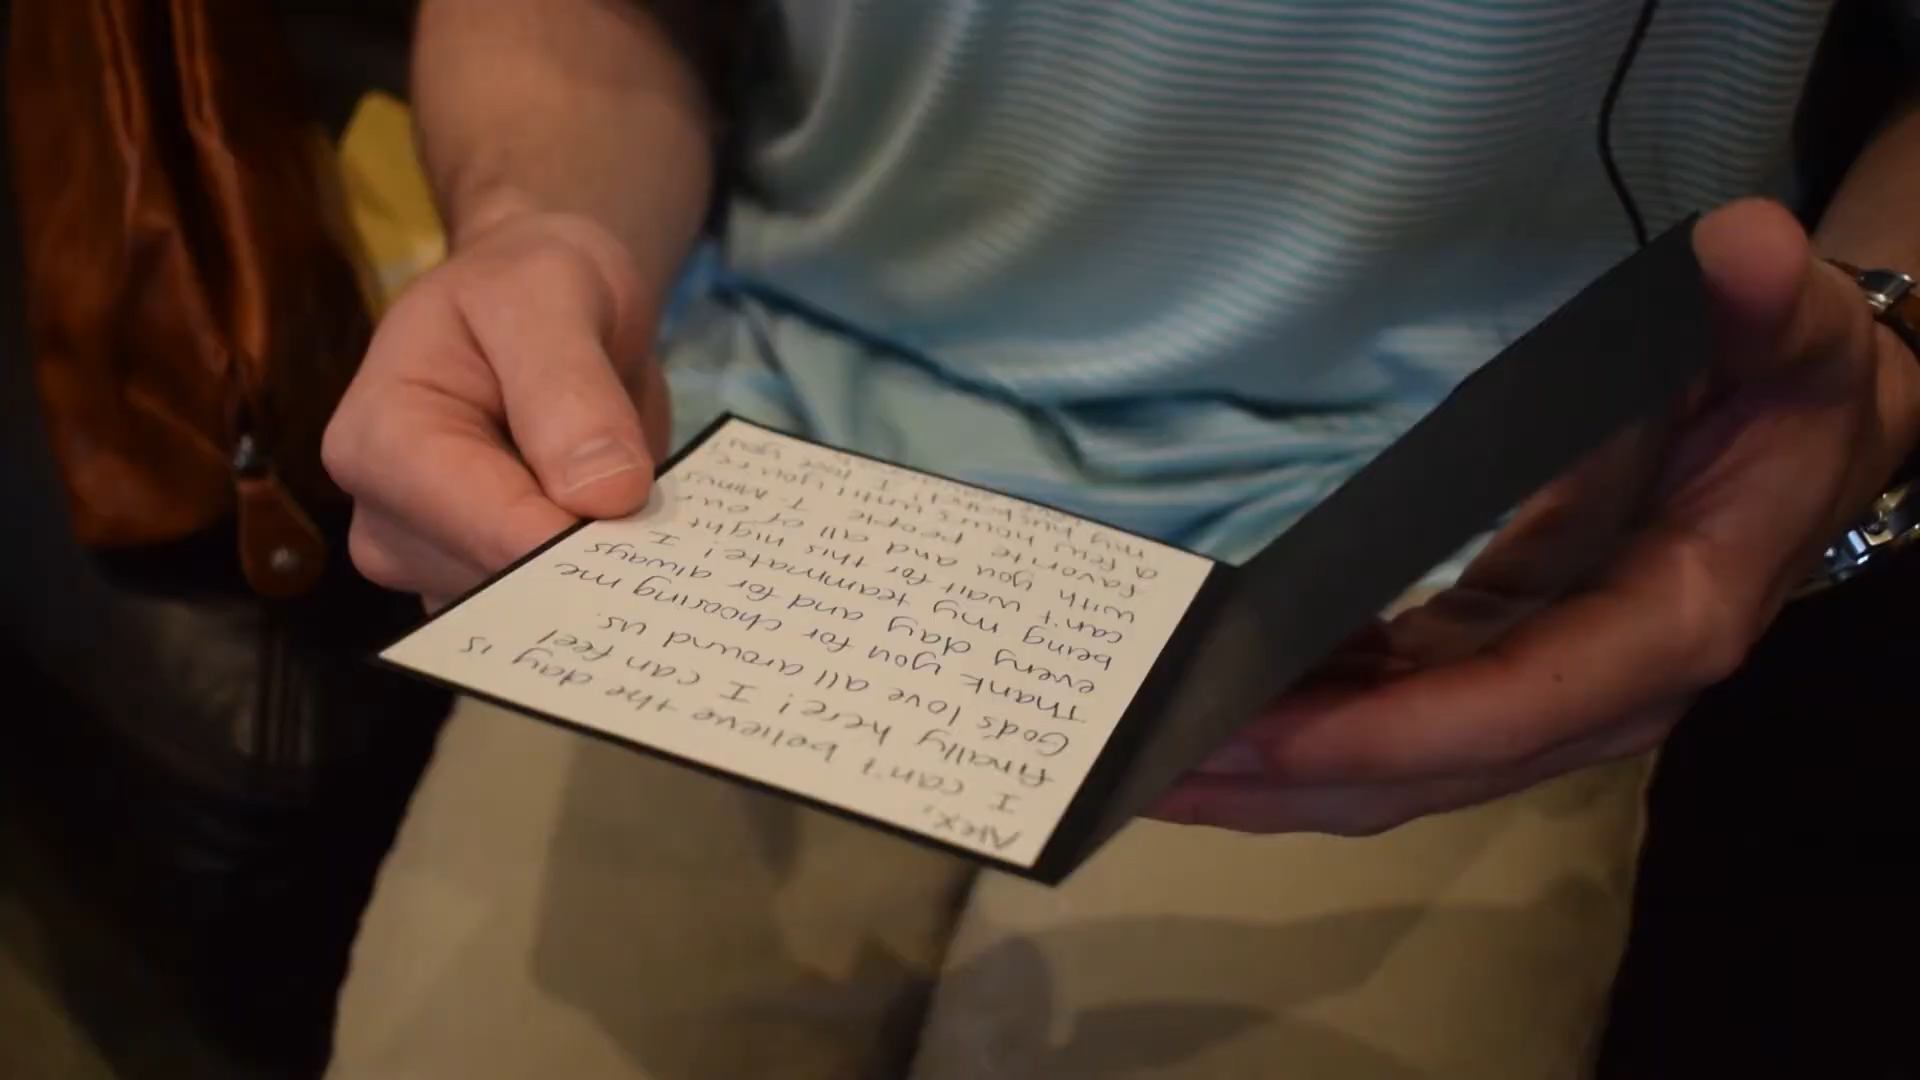 Alex,
I can't believe the day is
finally here! I can feel
God's love all around us.
Thank you for choosing me
every day and for always
being my teammate! I
can't wait for this night
with you and all of our
favorite people T-Minus
a few hours until you're
my husband! I love you